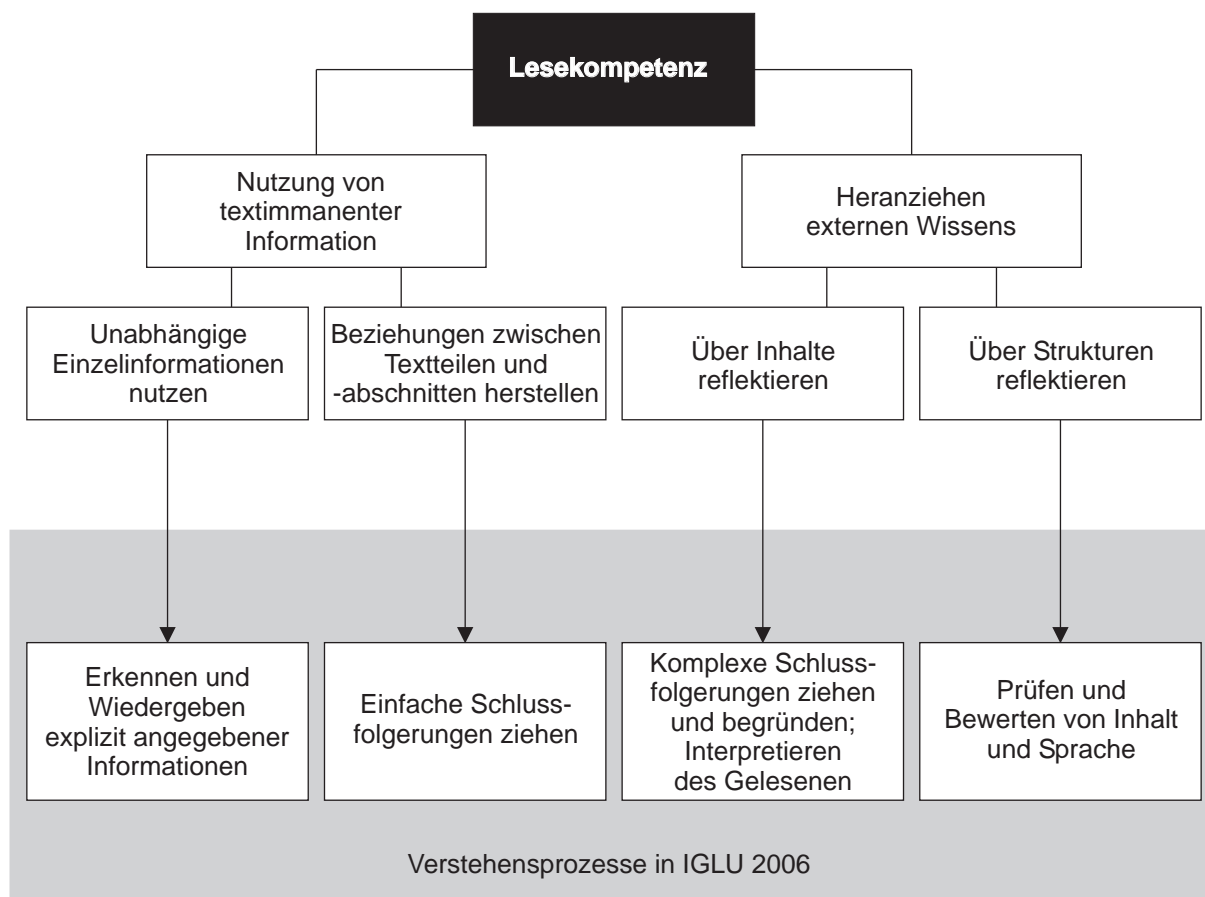 Lesekompetenz
Nutzung von
textimmanenter
Information
Heranziehen
externen Wissens
Unabhängige
Einzelinformationen
nutzen
Beziehungen zwischen
Textteilen und
-abschnitten herstellen
Über Inhalte
reflektieren
Über Strukturen
reflektieren
Erkennen und
Wiedergeben
explizit angegebener
Informationen
Einfache Schluss-
folgerungen ziehen
Komplexe Schluss-
folgerungen ziehen
und begründen;
Interpretieren
des Gelesenen
Prüfen und
Bewerten von Inhalt
und Sprache
Verstehensprozesse in IGLU 2006